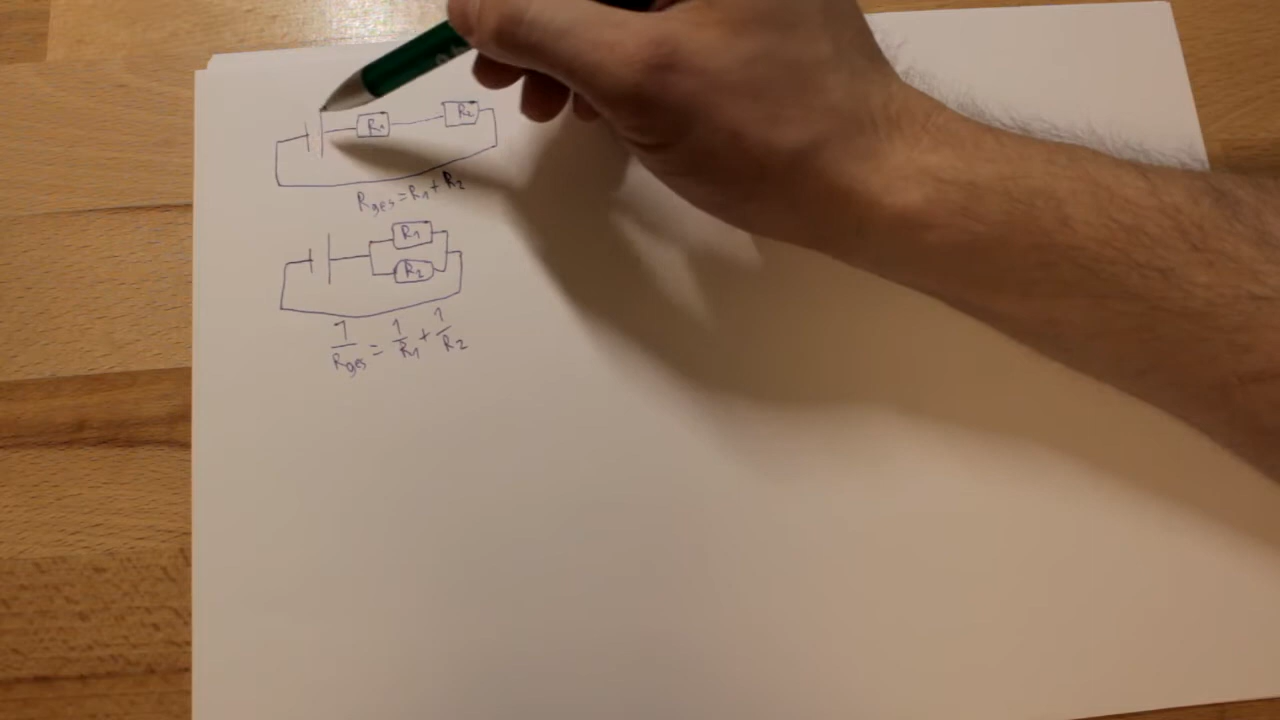 R1 R2
Rges = R1 + R2
R1
R2
1/Rges = 1/R1 + 1/R2